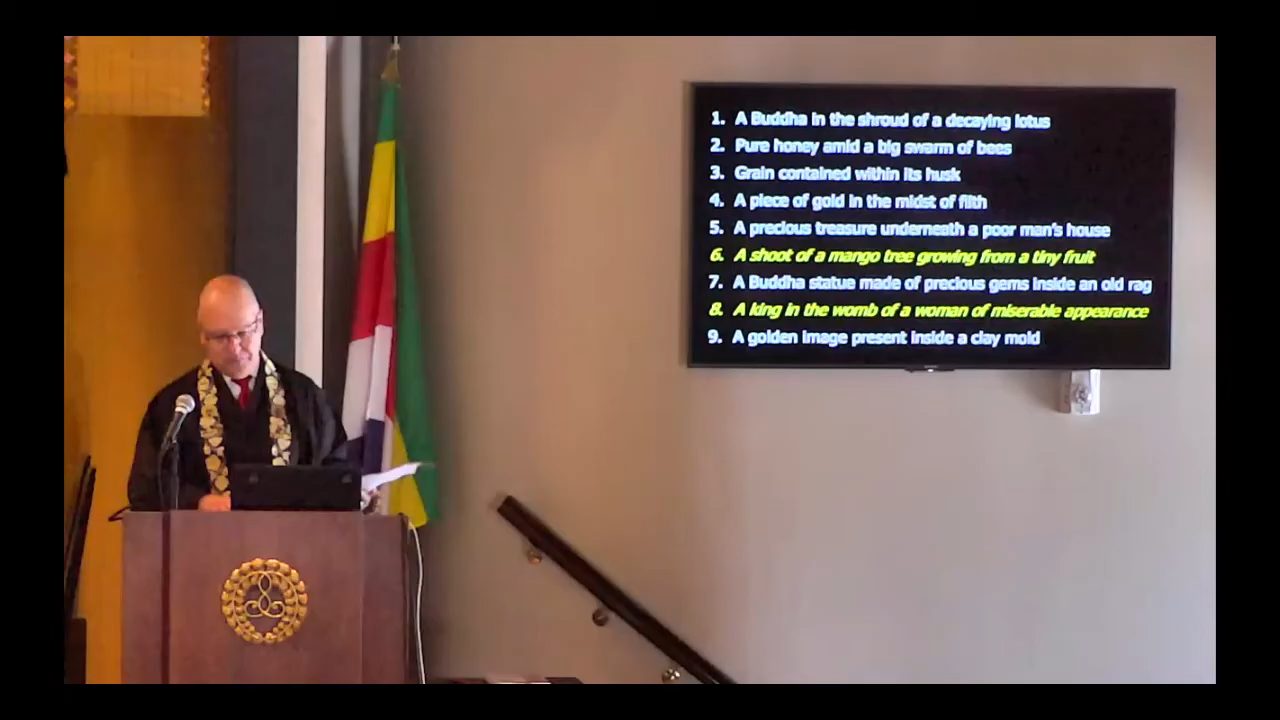 1. A Buddha in the shroud of a decaying lotus
2. Pure honey amid a big swarm of bees
3. Grain contained within its husk
4. A piece of gold in the midst of filth
5. A precious treasure underneath a poor man's house
6. A shoot of a mango tree growing from a tiny fruit
7. A Buddha statue made of precious gems inside an old rag
8. A king in the womb of a woman of miserable appearance
9. A golden image present inside a clay mold